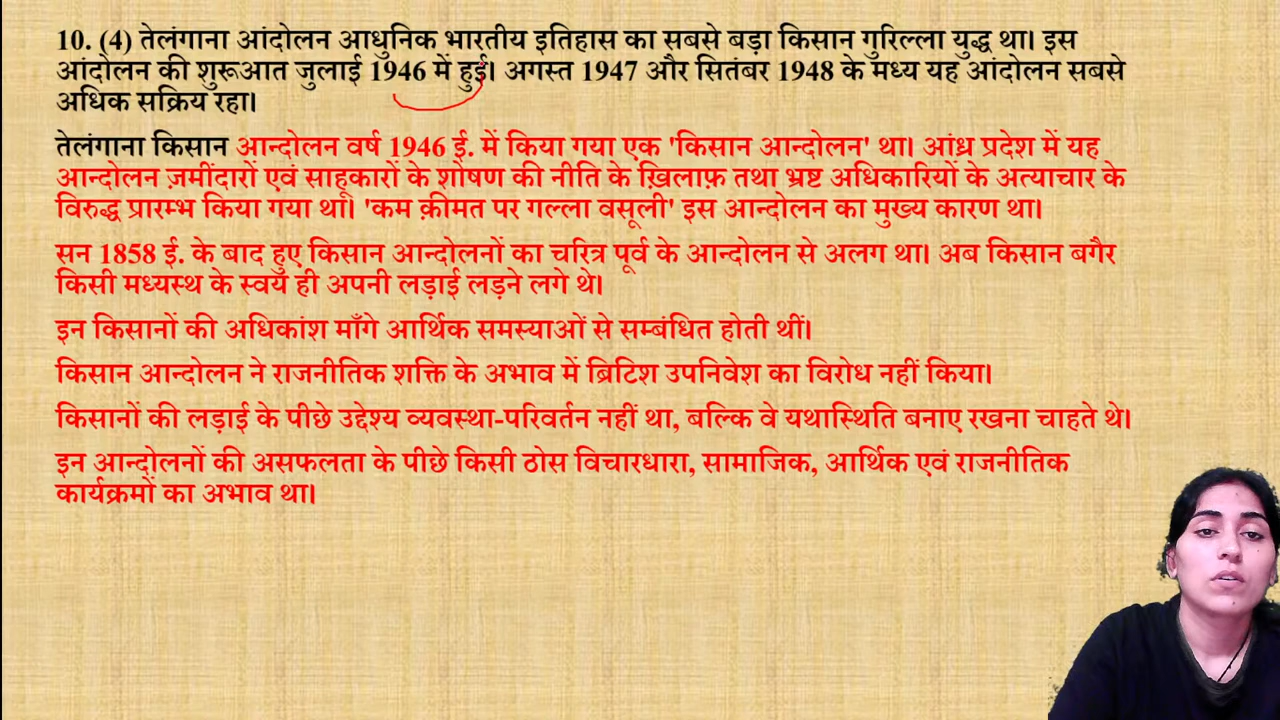 10. (4) तेलंगाना आंदोलन आधुनिक भारतीय इतिहास का सबसे बड़ा किसान गुरिल्ला युद्ध था। इस
आंदोलन की शुरूआत जुलाई 1946 में हुई। अगस्त 1947 और सितंबर 1948 के मध्य यह आंदोलन सबसे
अधिक सक्रिय रहा।
तेलंगाना किसान आन्दोलन वर्ष 1946 ई. में किया गया एक 'किसान आन्दोलन' था। आंध्र प्रदेश में यह
आन्दोलन ज़मींदारों एवं साहूकारों के शोषण की नीति के ख़िलाफ़ तथा भ्रष्ट अधिकारियों के अत्याचार के
विरुद्ध प्रारम्भ किया गया था। 'कम क़ीमत पर गल्ला वसूली' इस आन्दोलन का मुख्य कारण था।
सन 1858 ई. के बाद हुए किसान आन्दोलनों का चरित्र पूर्व के आन्दोलन से अलग था। अब किसान बगैर
किसी मध्यस्थ के स्वयं ही अपनी लड़ाई लड़ने लगे थे।
इन किसानों की अधिकांश माँगे आर्थिक समस्याओं से सम्बंधित होती थीं।
किसान आन्दोलन ने राजनीतिक शक्ति के अभाव में ब्रिटिश उपनिवेश का विरोध नहीं किया।
किसानों की लड़ाई के पीछे उद्देश्य व्यवस्था-परिवर्तन नहीं था, बल्कि वे यथास्थिति बनाए रखना चाहते थे।
इन आन्दोलनों की असफलता के पीछे किसी ठोस विचारधारा, सामाजिक, आर्थिक एवं राजनीतिक
कार्यक्रमों का अभाव था।